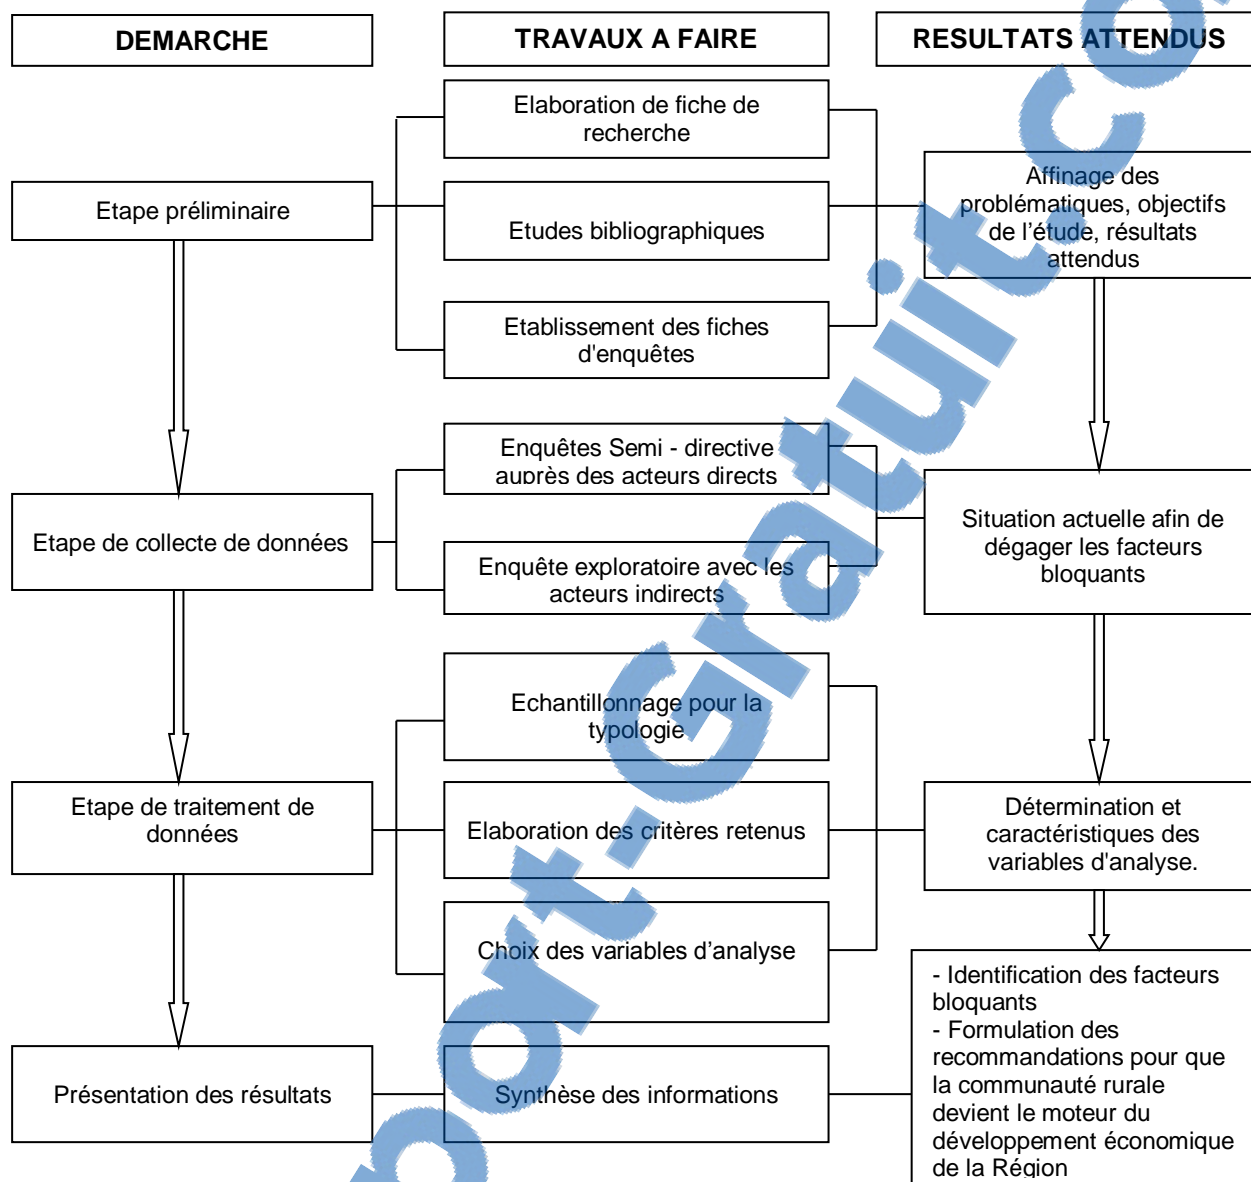 DEMARCHE
TRAVAUX A FAIRE
RESULTATS ATTENDUS
Etape préliminaire
Elaboration de fiche de
recherche
Etudes bibliographiques
Etablissement des fiches
d'enquêtes
Affinage des
problématiques, objectifs
de l'étude, résultats
attendus
Etape de collecte de données
Enquêtes Semi - directive
auprès des acteurs directs
Enquête exploratoire avec les
acteurs indirects
Situation actuelle afin de
dégager les facteurs
bloquants
Etape de traitement de
données
Echantillonnage pour la
typologie
Elaboration des critères retenus
Choix des variables d'analyse
Détermination et
caractéristiques des
variables d'analyse.
Présentation des résultats
Synthèse des informations
- Identification des facteurs
bloquants
- Formulation des
recommandations pour que
la communauté rurale
devient le moteur du
développement économique
de la Région
port-Gratuit.co